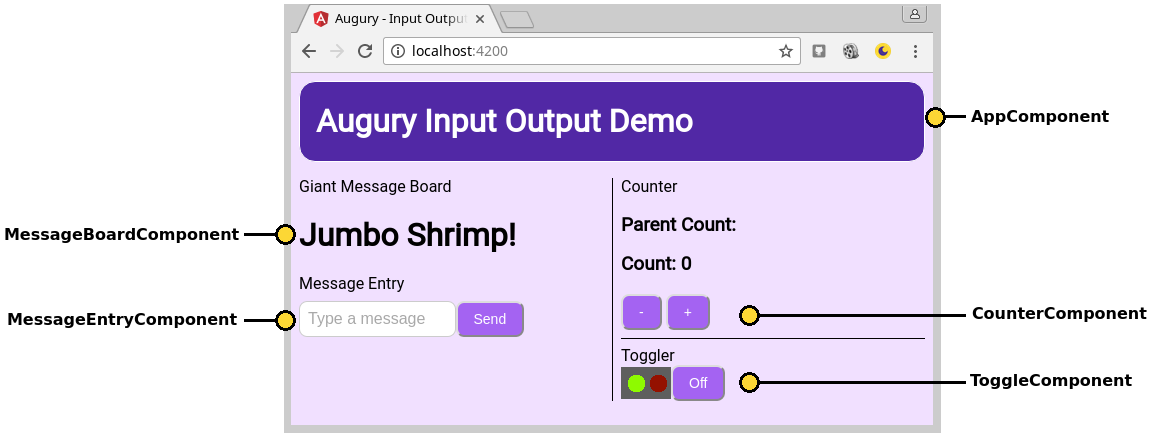 Augury - Input Outpu
localhost:4200
Augury Input Output Demo
AppComponent
Giant Message Board
Jumbo Shrimp!
MessageBoardComponent
Message Entry
Type a message
Send
MessageEntryComponent
Counter
Parent Count:
Count: 0
- +
CounterComponent
Toggler
Off
ToggleComponent